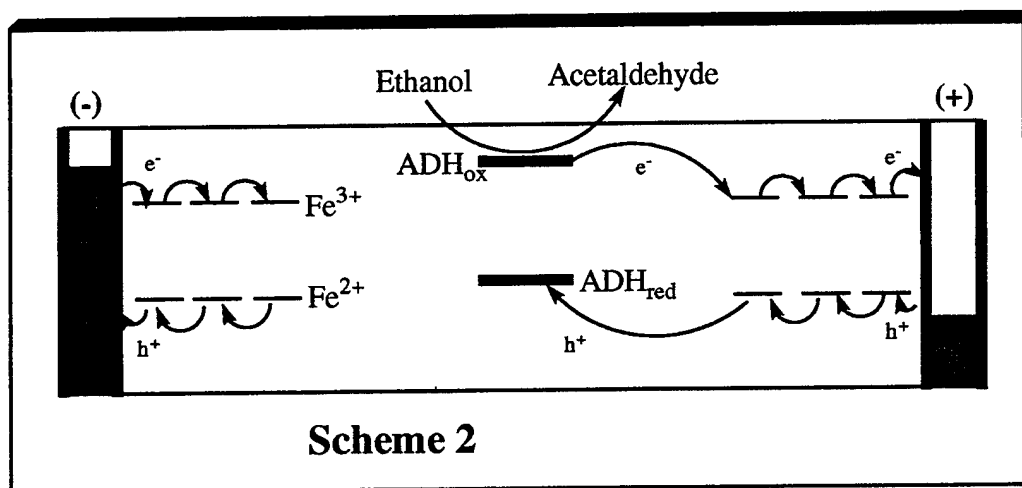 Ethanol
Acetaldehyde
(-)
(+)
e-
ADHox
e-
e-
Fe3+
Fe2+
ADHred
h+
h+
h+
Scheme 2